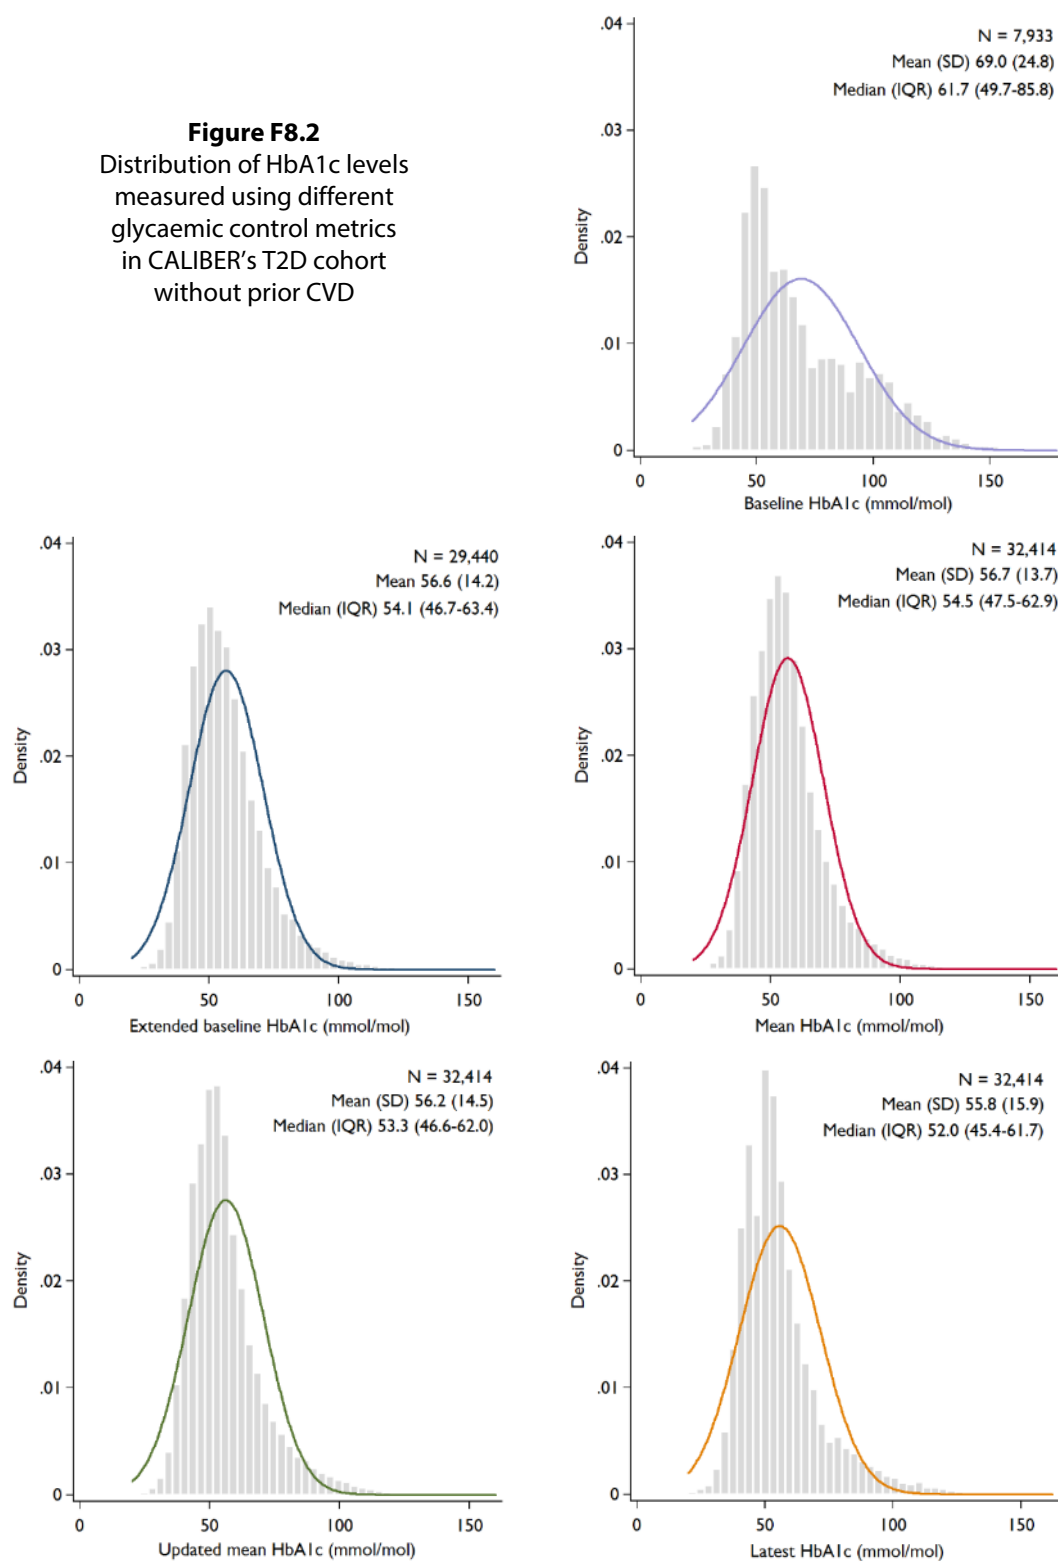 Figure F8.2
Distribution of HbA1c levels
measured using different
glycaemic control metrics
in CALIBER's T2D cohort
without prior CVD
N = 7,933
Mean (SD) 69.0 (24.8)
Median (IQR) 61.7 (49.7-85.8)
.04
.03
.02
.01
0
Density
0 50 100 150
Baseline HbA1c (mmol/mol)
N = 29,440
Mean 56.6 (14.2)
Median (IQR) 54.1 (46.7-63.4)
.04
.03
.02
.01
0
Density
0 50 100 150
Extended baseline HbA1c (mmol/mol)
N = 32,414
Mean (SD) 56.7 (13.7)
Median (IQR) 54.5 (47.5-62.9)
.04
.03
.02
.01
0
Density
0 50 100 150
Mean HbA1c (mmol/mol)
N = 32,414
Mean (SD) 56.2 (14.5)
Median (IQR) 53.3 (46.6-62.0)
.04
.03
.02
.01
0
Density
0 50 100 150
Updated mean HbA1c (mmol/mol)
N = 32,414
Mean (SD) 55.8 (15.9)
Median (IQR) 52.0 (45.4-61.7)
.04
.03
.02
.01
0
Density
0 50 100 150
Latest HbA1c (mmol/mol)